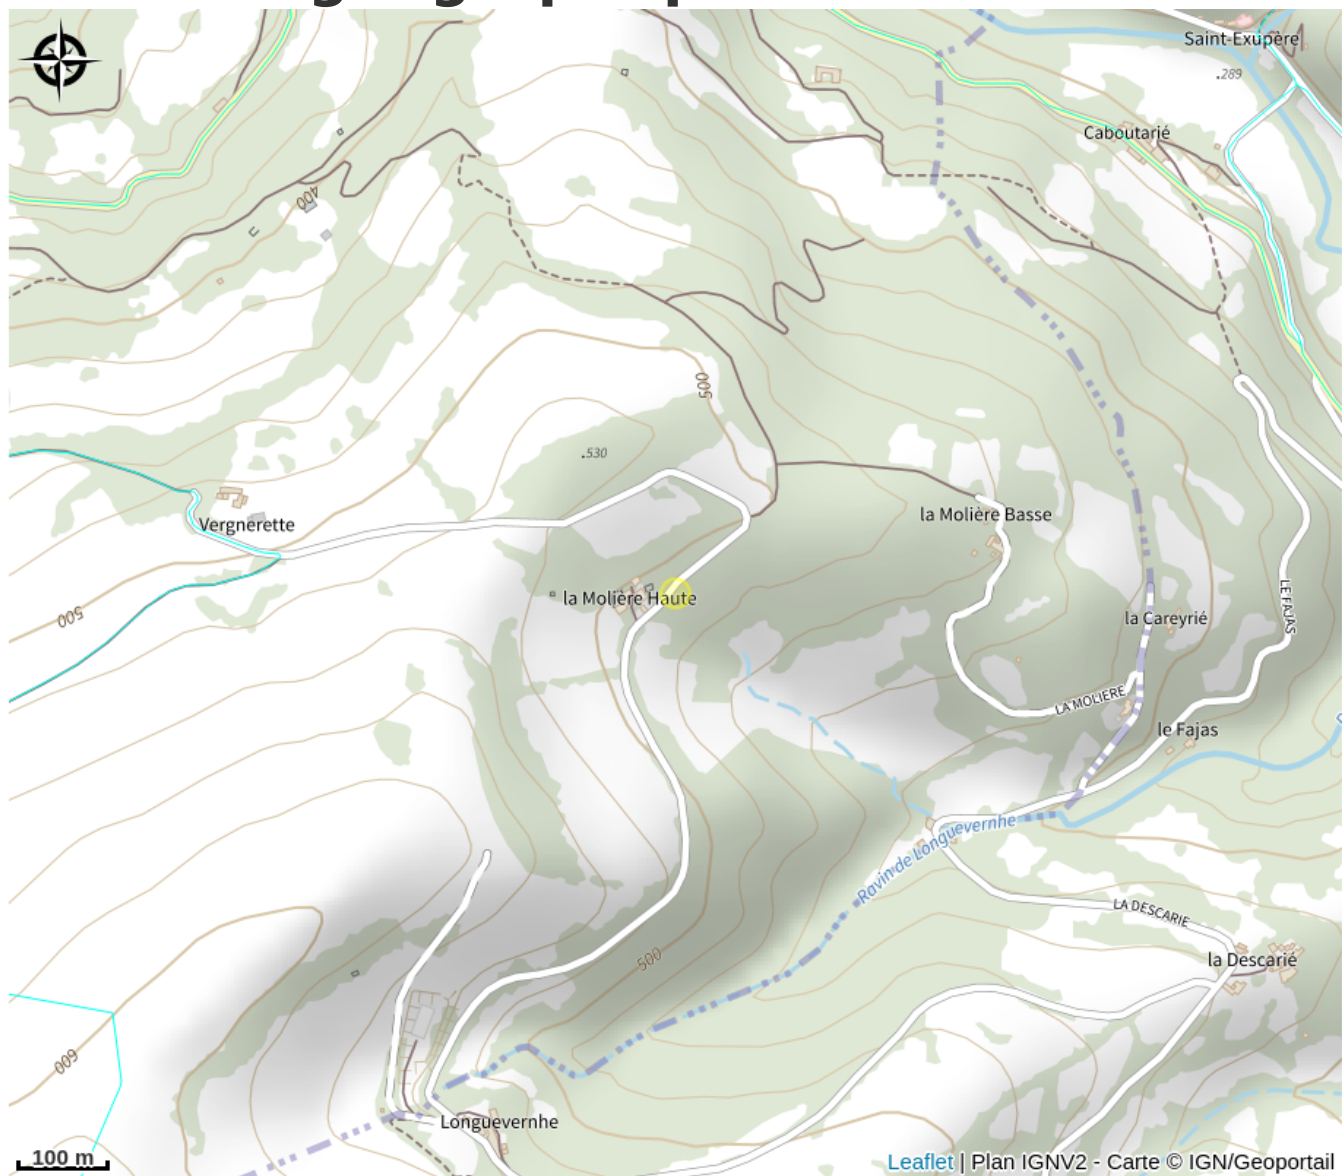 Saint-Exupère
.289
Caboutarié
400
500
.530
la Molière Basse
Vergnerette
la Molière Haute
LE FAJAS
500
la Careyrié
LA MOLIERE
le Fajas
Ravin de Longuevernhe
LA DESCARIE
500
la Descarié
600
Longuevernhe
100 m
Leaflet | Plan IGNV2 - Carte © IGN/Geoportail